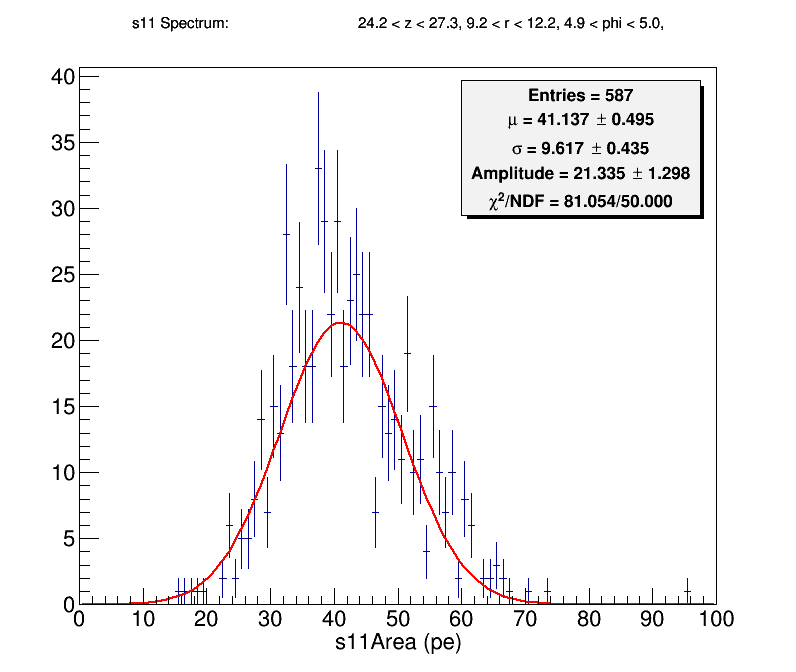 s11 Spectrum: 24.2 < z < 27.3, 9.2 < r < 12.2, 4.9 < phi < 5.0,
Entries = 587
μ = 41.137 ± 0.495
σ = 9.617 ± 0.435
Amplitude = 21.335 ± 1.298
χ²/NDF = 81.054/50.000
40
35
30
25
20
15
10
5
0
0 10 20 30 40 50 60 70 80 90 100
s11Area (pe)